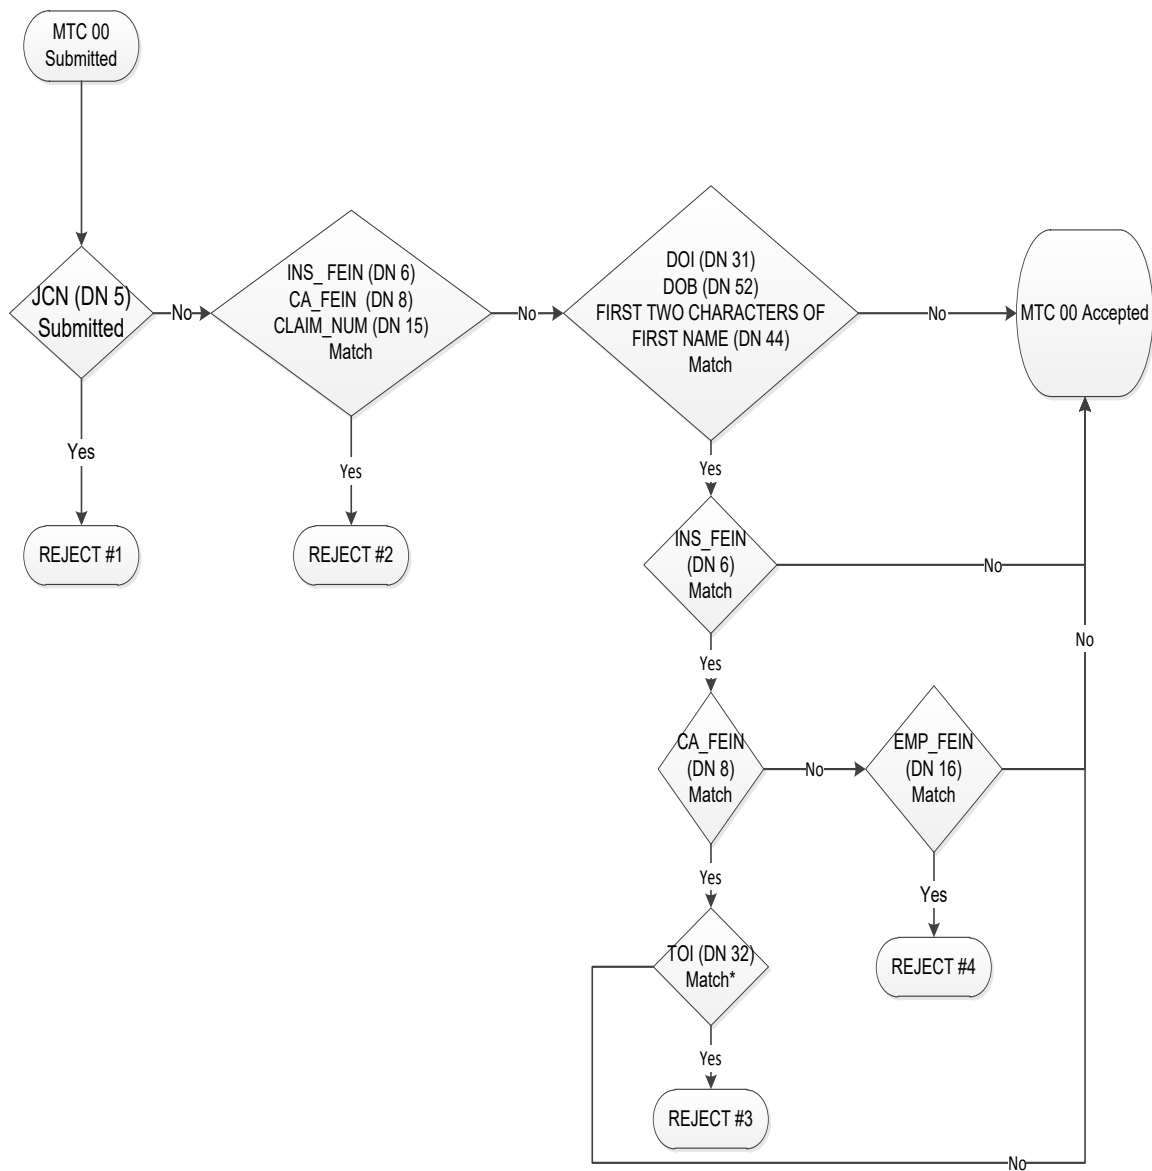 MTC 00
Submitted
JCN (DN 5)
Submitted
No
INS_FEIN (DN 6)
CA_FEIN (DN 8)
CLAIM_NUM (DN 15)
Match
No
DOI (DN 31)
DOB (DN 52)
FIRST TWO CHARACTERS OF
FIRST NAME (DN 44)
Match
No
MTC 00 Accepted
Yes
Yes
Yes
REJECT #1
REJECT #2
INS_FEIN
(DN 6)
Match
No
No
Yes
CA_FEIN
(DN 8)
Match
No
EMP_FEIN
(DN 16)
Match
Yes
Yes
TOI (DN 32)
Match*
REJECT #4
Yes
REJECT #3
No